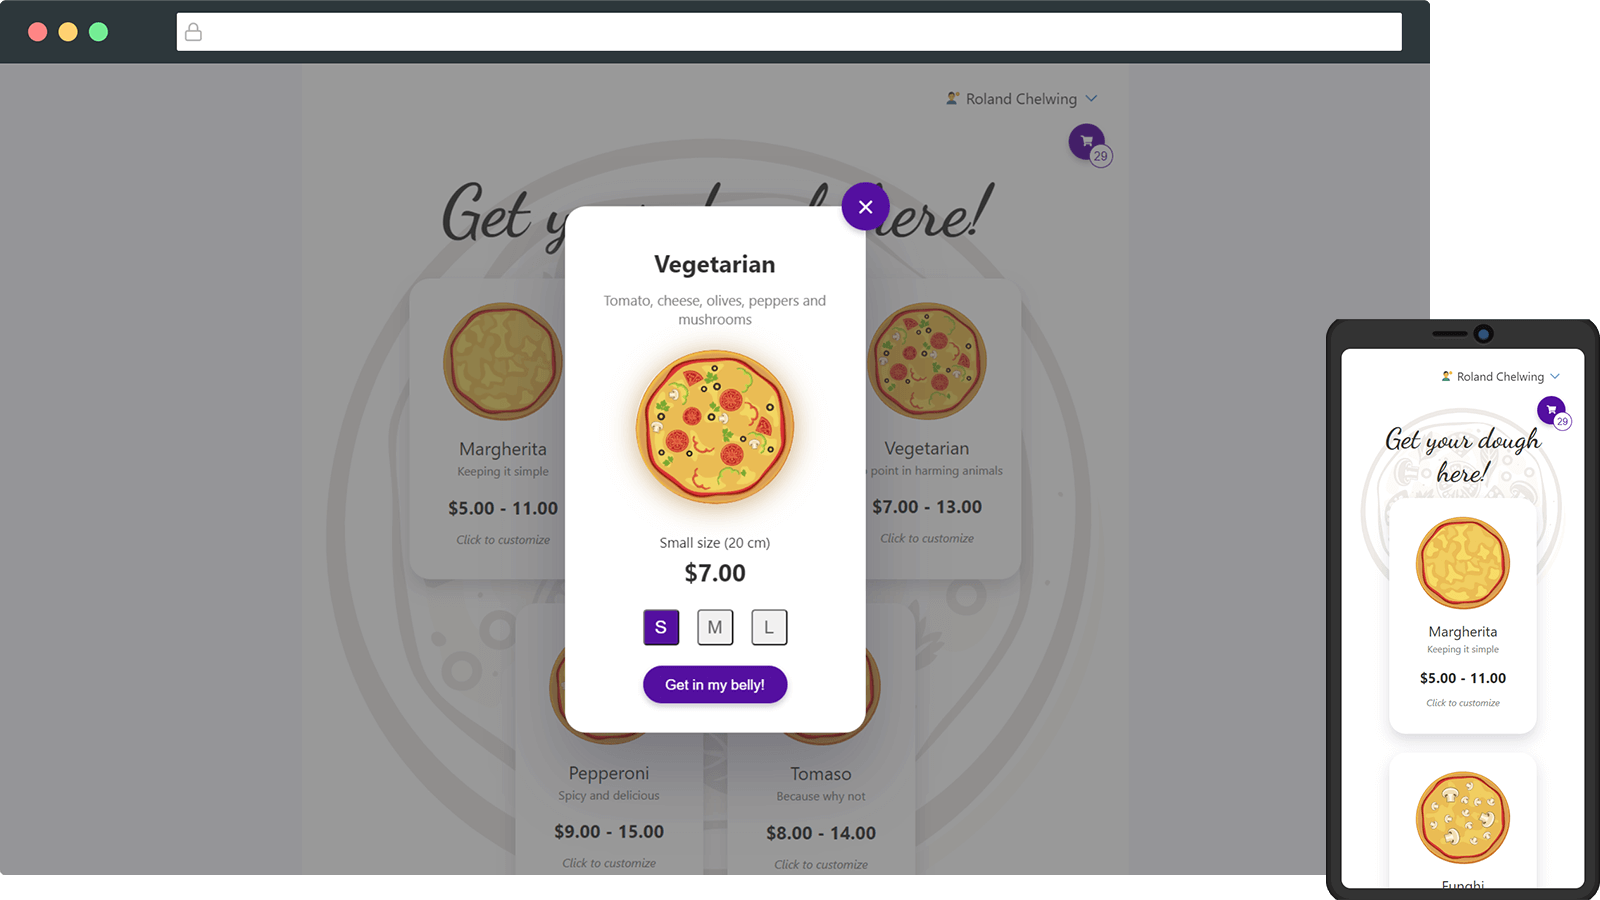 Roland Chelwing
29
Get y here!
Vegetarian
Tomato, cheese, olives, peppers and
mushrooms
Small size (20 cm)
$7.00
S M L
Get in my belly!
Margherita
Keeping it simple
$5.00 - 11.00
Click to customize
Vegetarian
point in harming animals
$7.00 - 13.00
Click to customize
Pepperoni
Spicy and delicious
$9.00 - 15.00
Click to customize
Tomaso
Because why not
$8.00 - 14.00
Click to customize
Roland Chelwing
29
Get your dough
here!
Margherita
Keeping it simple
$5.00 - 11.00
Click to customize
Funghi